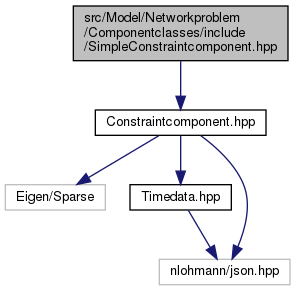 src/Model/Networkproblem
/Componentclasses/include
/SimpleConstraintcomponent.hpp
Constraintcomponent.hpp
Eigen/Sparse
Timedata.hpp
nlohmann/json.hpp